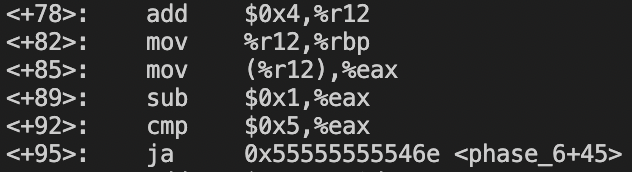 <+78>: add $0x4,%r12
<+82>: mov %r12,%rbp
<+85>: mov (%r12),%eax
<+89>: sub $0x1,%eax
<+92>: cmp $0x5,%eax
<+95>: ja 0x55555555546e <phase_6+45>